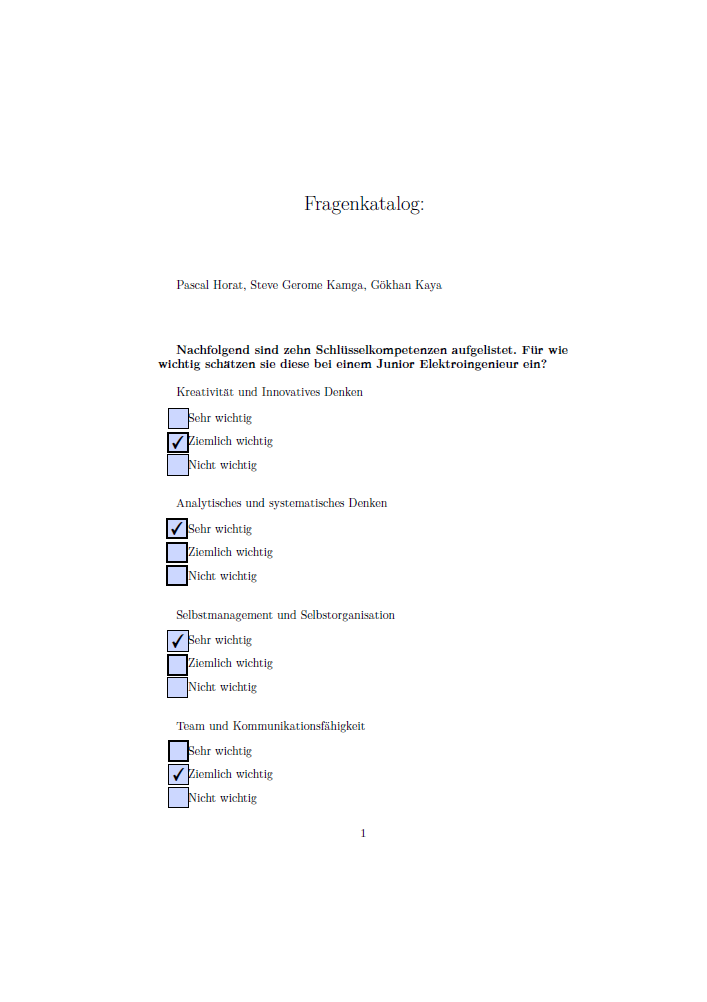 Fragenkatalog:
Pascal Horat, Steve Gerome Kamga, Gökhan Kaya
Nachfolgend sind zehn Schlüsselkompetenzen aufgelistet. Für wie
wichtig schätzen sie diese bei einem Junior Elektroingenieur ein?
Kreativität und Innovatives Denken
Sehr wichtig
✓ Ziemlich wichtig
Nicht wichtig
Analytisches und systematisches Denken
✓ Sehr wichtig
Ziemlich wichtig
Nicht wichtig
Selbstmanagement und Selbstorganisation
✓ Sehr wichtig
Ziemlich wichtig
Nicht wichtig
Team und Kommunikationsfähigkeit
Sehr wichtig
✓ Ziemlich wichtig
Nicht wichtig
1